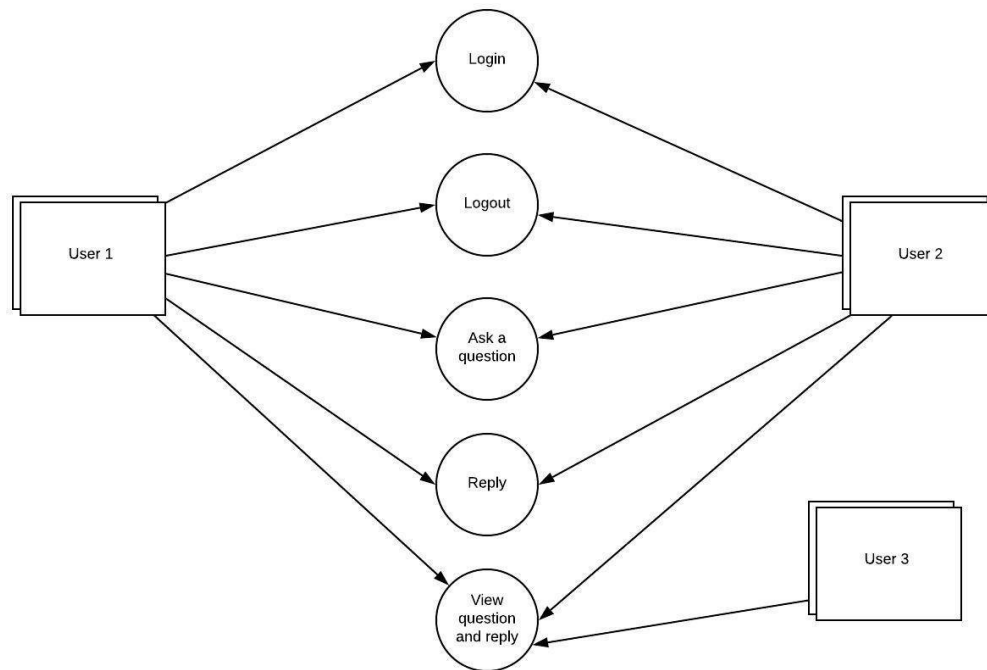 Login
Logout
User 1
User 2
Ask a
question
Reply
User 3
View
question
and reply